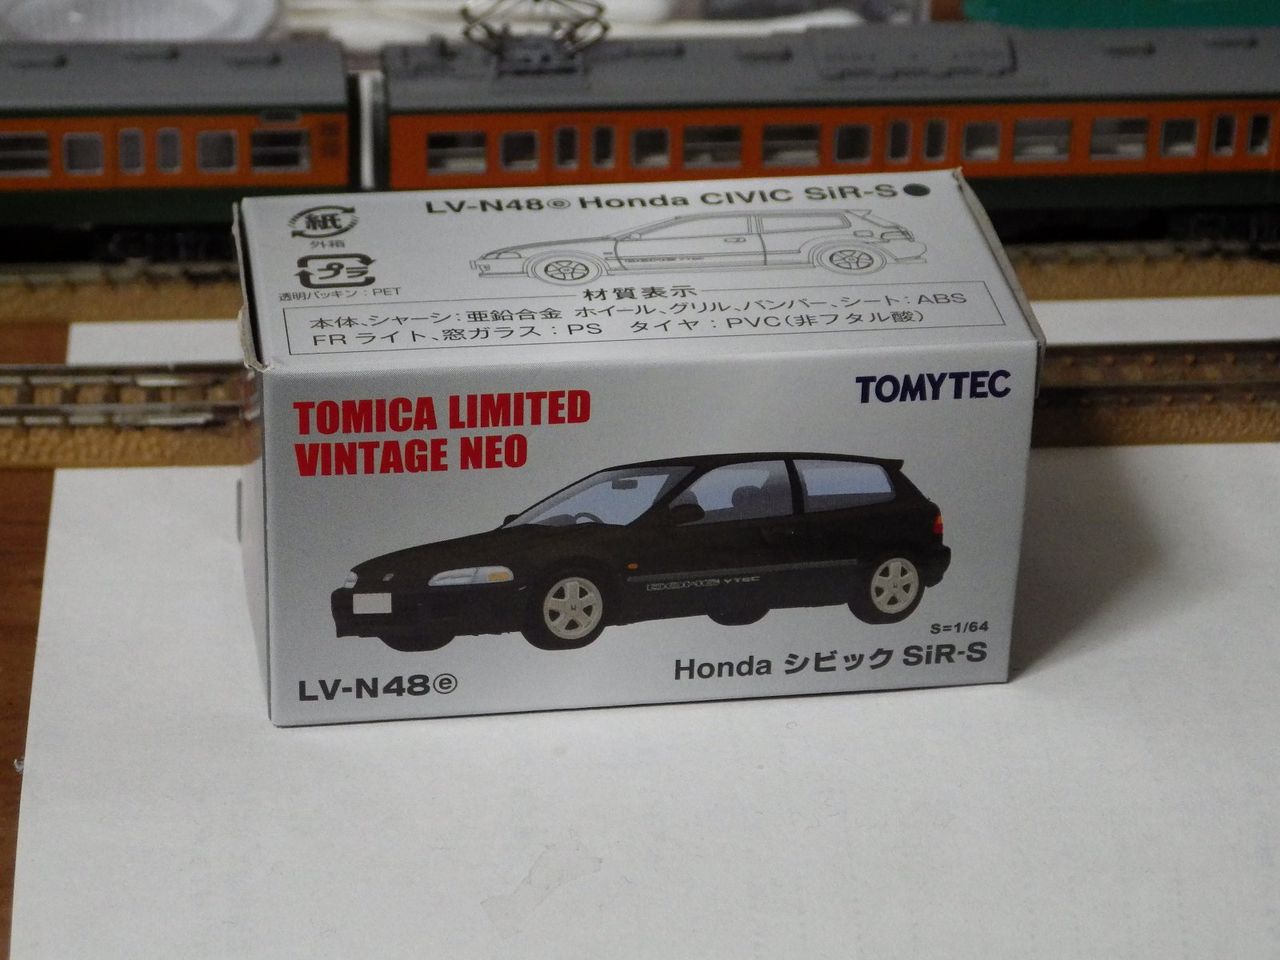 LV-N48ⓔ Honda CIVIC SiR-S●
紙
外箱
プラ
透明パッキン：PET
材質表示
本体、シャーシ：亜鉛合金 ホイール、グリル、バンパー、シート：ABS
FRライト、窓ガラス：PS タイヤ：PVC(非フタル酸)
TOMICA LIMITED
VINTAGE NEO
TOMYTEC
DOHC VTEC
S=1/64
Honda シビック SiR-S
LV-N48ⓔ